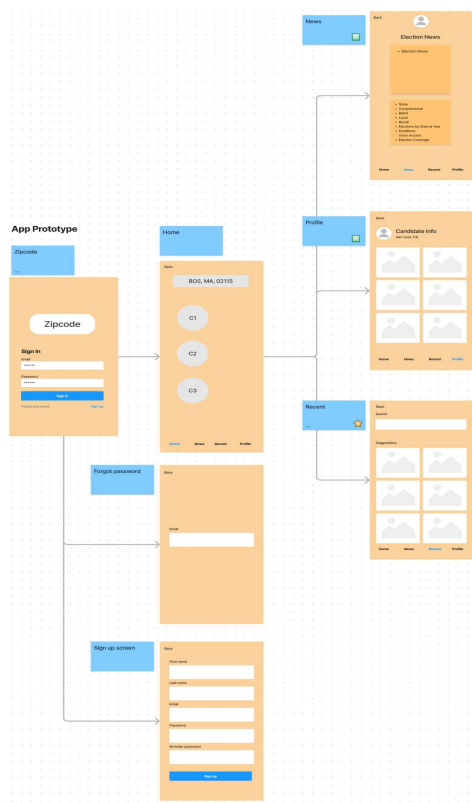 App Prototype
Zipcode
...
Zipcode
Sign In
Email
••••••
Password
••••••
Sign in
Forgot password
Sign up
Home
Back
BOS, MA, 02115
C1
C2
C3
Home News Recent Profile
Forgot password
Back
Email
Sign up screen
Back
First name
Last name
Email
Password
Re-enter password
Sign up
News
Back
Election News
• Election News
• State
• Congressional
• Ballot
• Local
• Recall
• Elections by State & Year
• Deadlines
Voter Access
• Election Coverage
Home News Recent Profile
Profile
Back
Candidate Info
San Jose, CA
Home News Recent Profile
Recent
...
Back
Search
Suggestions
Home News Recent Profile